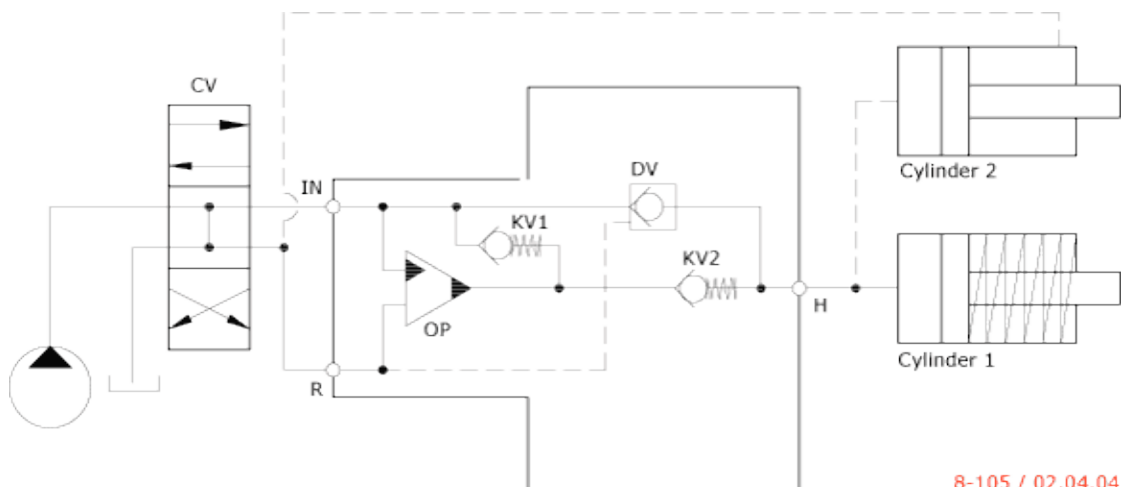 CV
IN
DV
KV1
KV2
OP
R
H
Cylinder 2
Cylinder 1
8-105 / 02.04.04